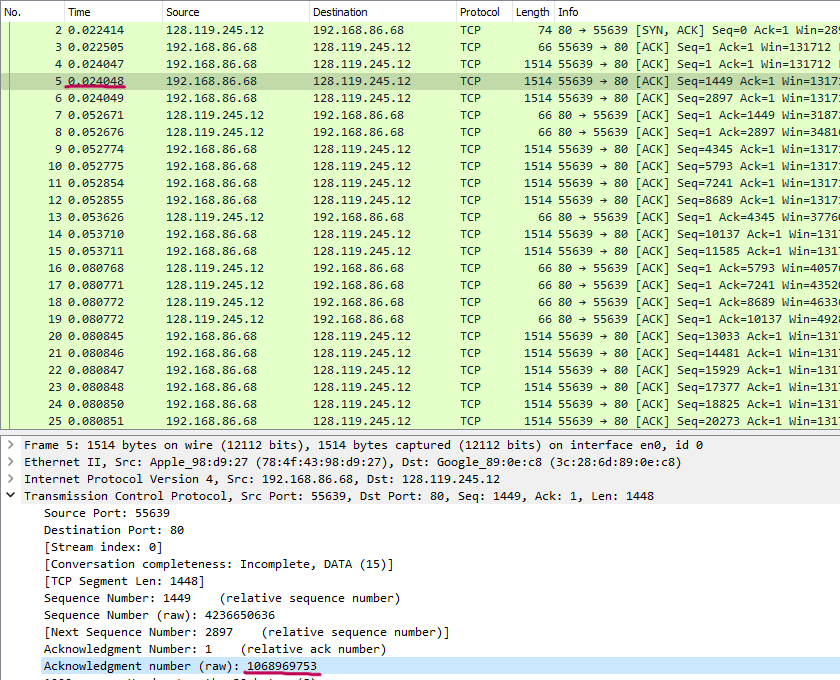 No. Time Source Destination Protocol Length Info
2 0.022414 128.119.245.12 192.168.86.68 TCP 74 80 → 55639 [SYN, ACK] Seq=0 Ack=1 Win=289
3 0.022505 192.168.86.68 128.119.245.12 TCP 66 55639 → 80 [ACK] Seq=1 Ack=1 Win=131712
4 0.024047 192.168.86.68 128.119.245.12 TCP 1514 55639 → 80 [ACK] Seq=1 Ack=1 Win=131712
5 0.024048 192.168.86.68 128.119.245.12 TCP 1514 55639 → 80 [ACK] Seq=1449 Ack=1 Win=1317
6 0.024049 192.168.86.68 128.119.245.12 TCP 1514 55639 → 80 [ACK] Seq=2897 Ack=1 Win=1317
7 0.052671 128.119.245.12 192.168.86.68 TCP 66 80 → 55639 [ACK] Seq=1 Ack=1449 Win=3187
8 0.052676 128.119.245.12 192.168.86.68 TCP 66 80 → 55639 [ACK] Seq=1 Ack=2897 Win=3481
9 0.052774 192.168.86.68 128.119.245.12 TCP 1514 55639 → 80 [ACK] Seq=4345 Ack=1 Win=1317
10 0.052775 192.168.86.68 128.119.245.12 TCP 1514 55639 → 80 [ACK] Seq=5793 Ack=1 Win=1317
11 0.052854 192.168.86.68 128.119.245.12 TCP 1514 55639 → 80 [ACK] Seq=7241 Ack=1 Win=1317
12 0.052855 192.168.86.68 128.119.245.12 TCP 1514 55639 → 80 [ACK] Seq=8689 Ack=1 Win=1317
13 0.053626 128.119.245.12 192.168.86.68 TCP 66 80 → 55639 [ACK] Seq=1 Ack=4345 Win=3776
14 0.053710 192.168.86.68 128.119.245.12 TCP 1514 55639 → 80 [ACK] Seq=10137 Ack=1 Win=131
15 0.053711 192.168.86.68 128.119.245.12 TCP 1514 55639 → 80 [ACK] Seq=11585 Ack=1 Win=131
16 0.080768 128.119.245.12 192.168.86.68 TCP 66 80 → 55639 [ACK] Seq=1 Ack=5793 Win=4057
17 0.080771 128.119.245.12 192.168.86.68 TCP 66 80 → 55639 [ACK] Seq=1 Ack=7241 Win=4352
18 0.080772 128.119.245.12 192.168.86.68 TCP 66 80 → 55639 [ACK] Seq=1 Ack=8689 Win=4633
19 0.080772 128.119.245.12 192.168.86.68 TCP 66 80 → 55639 [ACK] Seq=1 Ack=10137 Win=492
20 0.080845 192.168.86.68 128.119.245.12 TCP 1514 55639 → 80 [ACK] Seq=13033 Ack=1 Win=131
21 0.080846 192.168.86.68 128.119.245.12 TCP 1514 55639 → 80 [ACK] Seq=14481 Ack=1 Win=131
22 0.080847 192.168.86.68 128.119.245.12 TCP 1514 55639 → 80 [ACK] Seq=15929 Ack=1 Win=131
23 0.080848 192.168.86.68 128.119.245.12 TCP 1514 55639 → 80 [ACK] Seq=17377 Ack=1 Win=131
24 0.080850 192.168.86.68 128.119.245.12 TCP 1514 55639 → 80 [ACK] Seq=18825 Ack=1 Win=131
25 0.080851 192.168.86.68 128.119.245.12 TCP 1514 55639 → 80 [ACK] Seq=20273 Ack=1 Win=131
Frame 5: 1514 bytes on wire (12112 bits), 1514 bytes captured (12112 bits) on interface en0, id 0
Ethernet II, Src: Apple_98:d9:27 (78:4f:43:98:d9:27), Dst: Google_89:0e:c8 (3c:28:6d:89:0e:c8)
Internet Protocol Version 4, Src: 192.168.86.68, Dst: 128.119.245.12
Transmission Control Protocol, Src Port: 55639, Dst Port: 80, Seq: 1449, Ack: 1, Len: 1448
Source Port: 55639
Destination Port: 80
[Stream index: 0]
[Conversation completeness: Incomplete, DATA (15)]
[TCP Segment Len: 1448]
Sequence Number: 1449 (relative sequence number)
Sequence Number (raw): 4236650636
[Next Sequence Number: 2897 (relative sequence number)]
Acknowledgment Number: 1 (relative ack number)
Acknowledgment number (raw): 1068969753